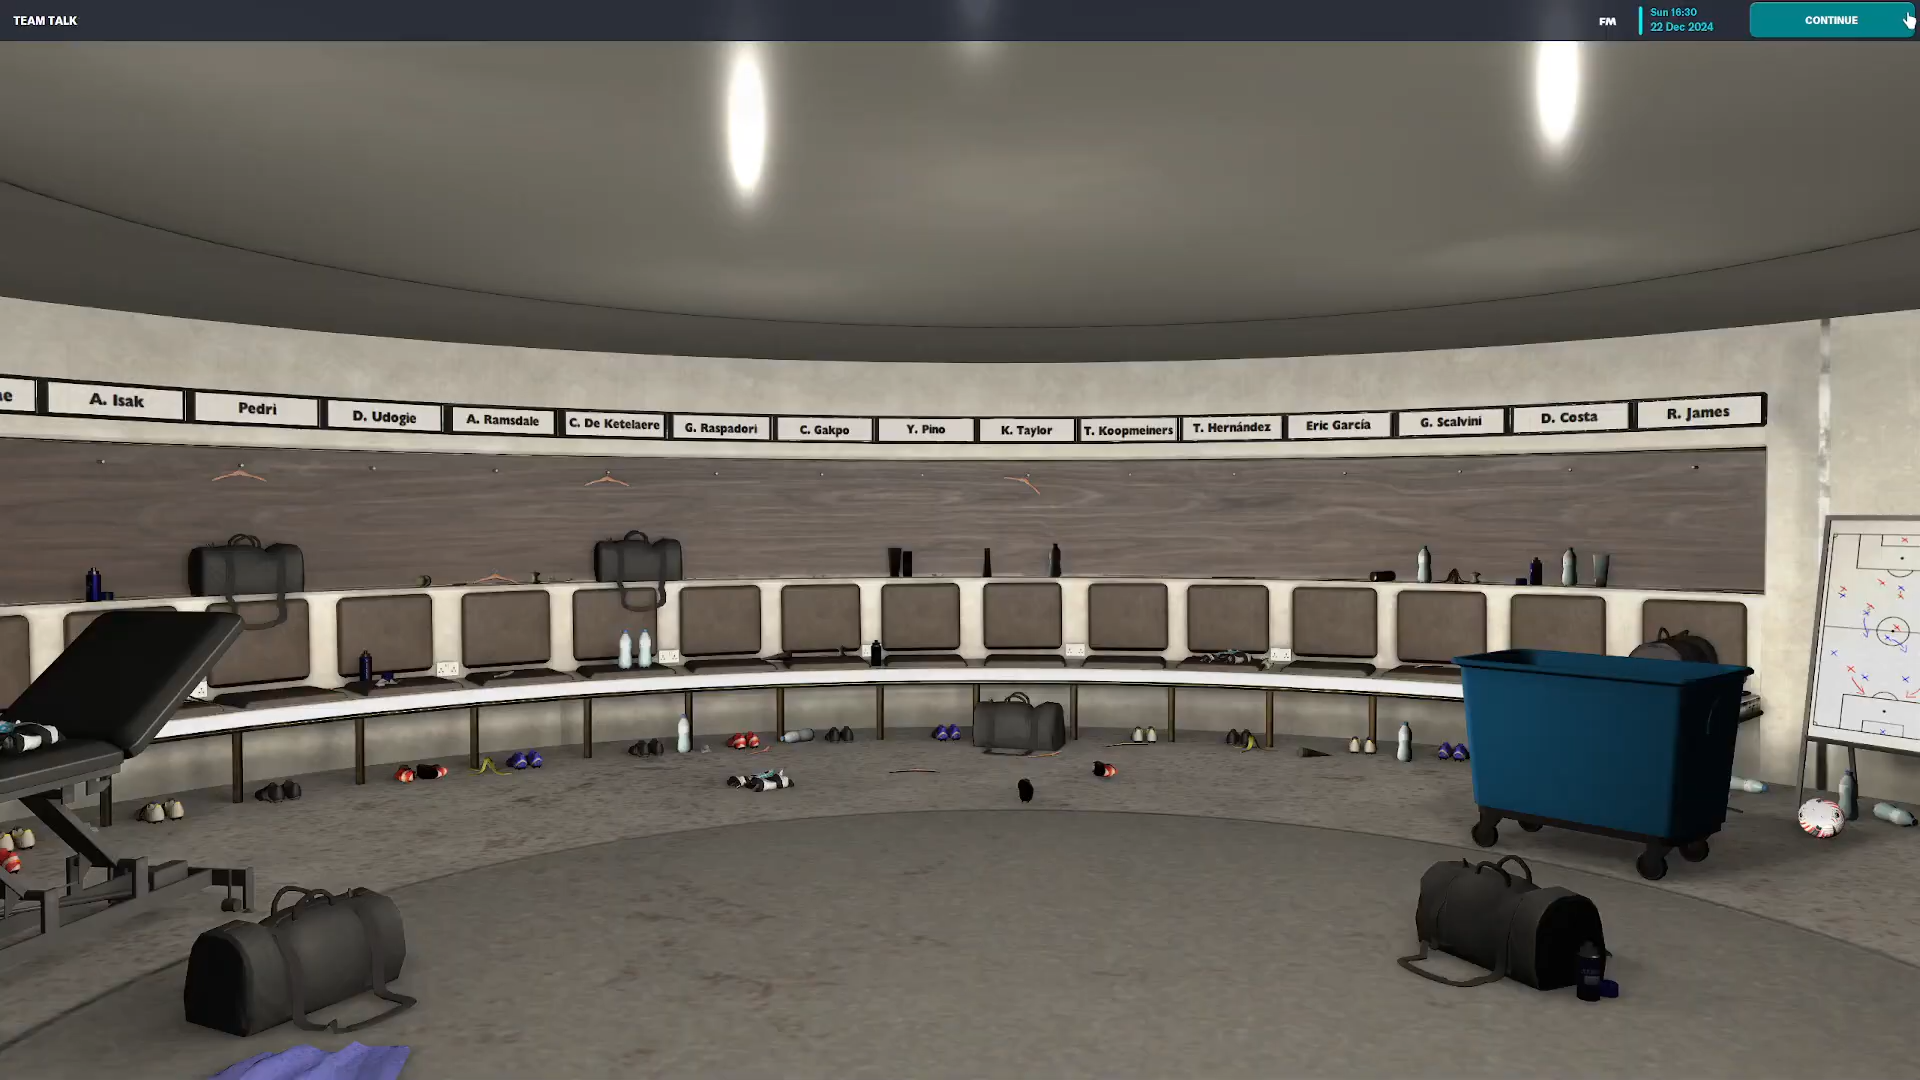 TEAM TALK
FM
Sun 16:30
22 Dec 2024
CONTINUE
A. Isak
Pedri
D. Udogie
A. Ramsdale
C. De Ketelaere
G. Raspadori
C. Gakpo
Y. Pino
K. Taylor
T. Koopmeiners
T. Hernández
Eric García
G. Scalvini
D. Costa
R. James